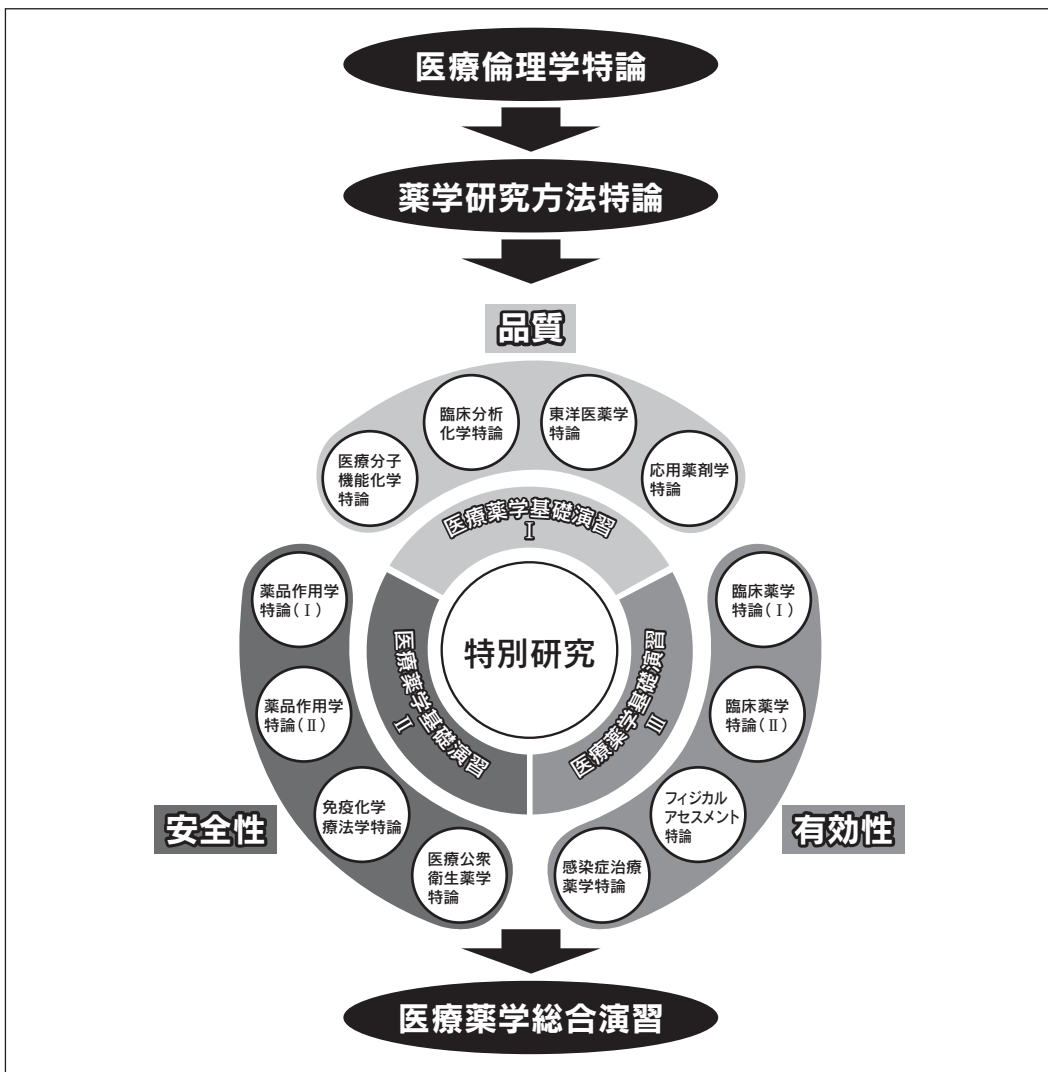 医療倫理学特論
薬学研究方法特論
品質
医療分子
機能化学
特論
臨床分析
化学特論
東洋医薬学
特論
応用薬剤学
特論
医療薬学基礎演習
Ⅰ
薬品作用学
特論(Ⅰ)
薬品作用学
特論(Ⅱ)
免疫化学
療法学特論
医療公衆
衛生薬学
特論
安全性
医療薬学基礎演習
Ⅱ
特別研究
医療薬学基礎演習
Ⅲ
臨床薬学
特論(Ⅰ)
臨床薬学
特論(Ⅱ)
フィジカル
アセスメント
特論
感染症治療
薬学特論
有効性
医療薬学総合演習